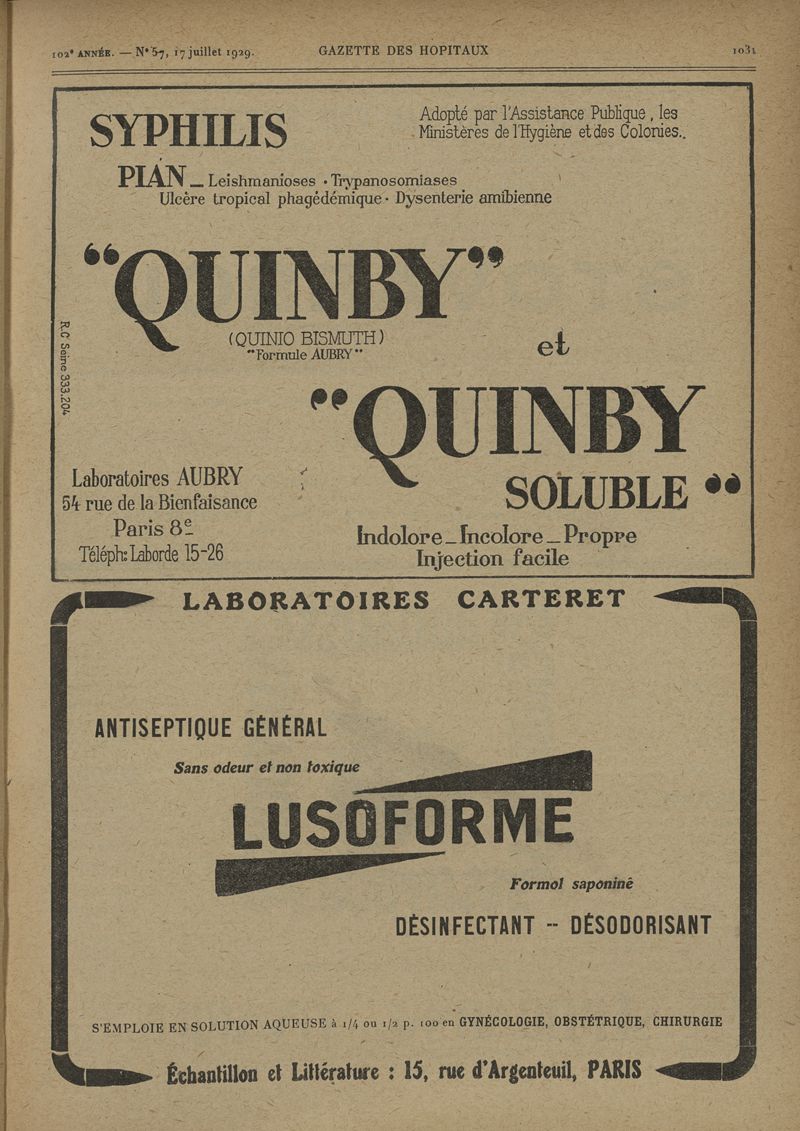 102ᵉ ANNÉE. — N° 57, 17 juillet 1929. GAZETTE DES HOPITAUX 1031
SYPHILIS
Adopté par l'Assistance Publique, les
Ministères de l'Hygiène et des Colonies..
PIAN — Leishmanioses · Trypanosomiases
Ulcère tropical phagédémique · Dysenterie amibienne
"QUINBY"
(QUINIO BISMUTH)
"Formule AUBRY"
et
R.C Seine 333.204
"QUINBY
SOLUBLE"
Laboratoires AUBRY
54 rue de la Bienfaisance
Paris 8ᵉ
Téléph: Laborde 15-26
Indolore — Incolore — Propre
Injection facile
LABORATOIRES CARTERET
ANTISEPTIQUE GÉNÉRAL
Sans odeur et non toxique
LUSOFORME
Formol saponiné
DÉSINFECTANT -- DÉSODORISANT
S'EMPLOIE EN SOLUTION AQUEUSE à 1/4 ou 1/2 p. 100 en GYNÉCOLOGIE, OBSTÉTRIQUE, CHIRURGIE
Échantillon et Littérature : 15, rue d'Argenteuil, PARIS